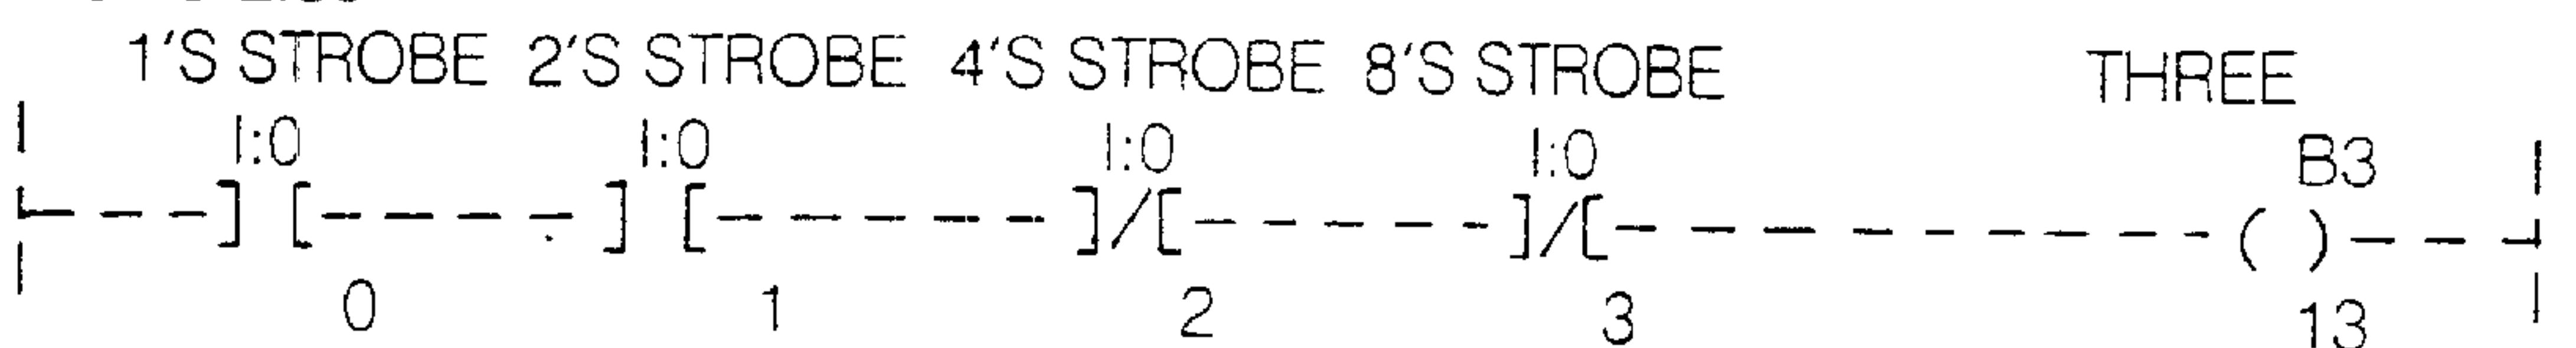 1'S STROBE 2'S STROBE 4'S STROBE 8'S STROBE THREE
I:0 I:0 I:0 I:0 B3
] [ ] [ ]/[ ]/[ ( )
0 1 2 3 13